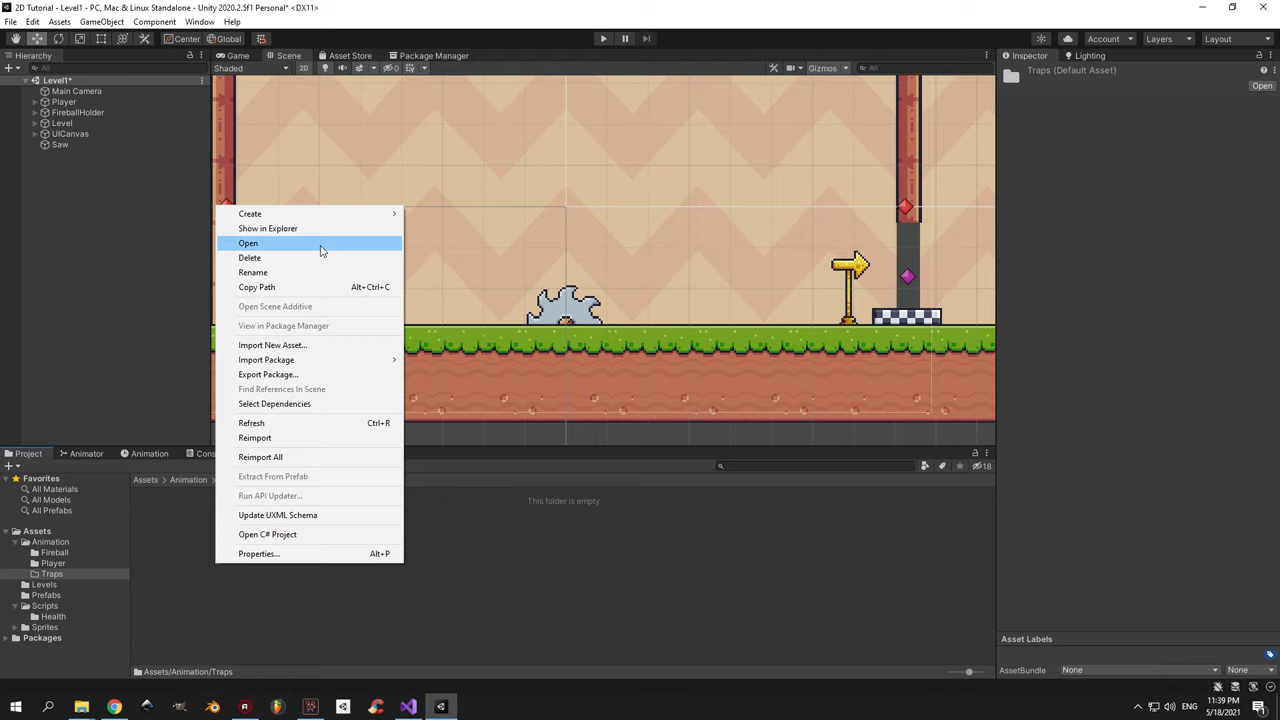 2D Tutorial - Level1 - PC, Mac & Linux Standalone - Unity 2020.2.5f1 Personal* <DX11>
File Edit Assets GameObject Component Window Help
Center Global Account Layers Layout
Hierarchy Game Scene Asset Store Package Manager Inspector Lighting
All Shaded 2D 0 Gizmos All Traps (Default Asset)
Open
Level1*
Main Camera
Player
FireballHolder
Level
UICanvas
Saw
Create
Show in Explorer
Open
Delete
Rename
Copy Path Alt+Ctrl+C
Open Scene Additive
View in Package Manager
Import New Asset...
Import Package
Export Package...
Find References In Scene
Select Dependencies
Refresh Ctrl+R
Reimport
Reimport All
Extract From Prefab
Run API Updater...
Update UXML Schema
Open C# Project
Properties... Alt+P
Project Animator Animation Cons
18
Favorites
All Materials
All Models
All Prefabs
Assets
Animation
Fireball
Player
Traps
Levels
Prefabs
Scripts
Health
Sprites
Packages
Assets > Animation >
This folder is empty
Assets/Animation/Traps
Asset Labels
AssetBundle None None
ENG 11:39 PM
5/18/2021
1